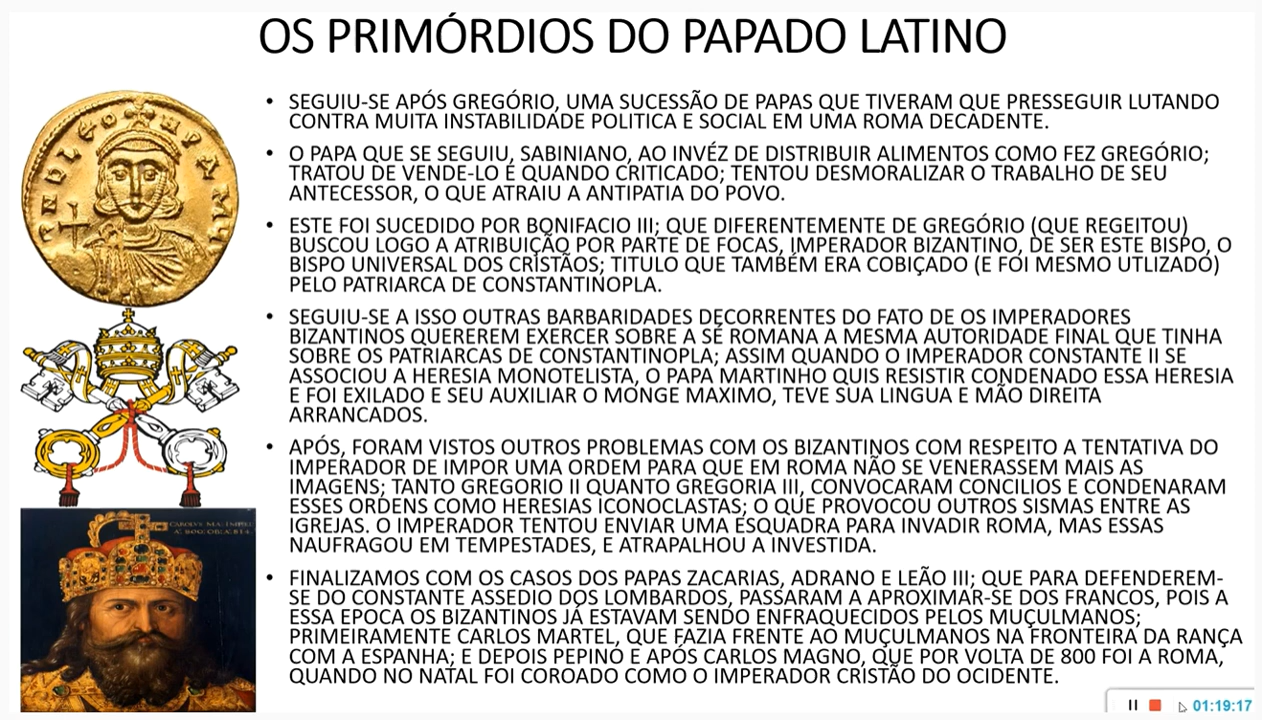 OS PRIMÓRDIOS DO PAPADO LATINO
• SEGUIU-SE APÓS GREGÓRIO, UMA SUCESSÃO DE PAPAS QUE TIVERAM QUE PRESSEGUIR LUTANDO
CONTRA MUITA INSTABILIDADE POLITICA E SOCIAL EM UMA ROMA DECADENTE.
• O PAPA QUE SE SEGUIU, SABINIANO, AO INVÉZ DE DISTRIBUIR ALIMENTOS COMO FEZ GREGÓRIO;
TRATOU DE VENDE-LO E QUANDO CRITICADO; TENTOU DESMORALIZAR O TRABALHO DE SEU
ANTECESSOR, O QUE ATRAIU A ANTIPATIA DO POVO.
• ESTE FOI SUCEDIDO POR BONIFACIO III; QUE DIFERENTEMENTE DE GREGÓRIO (QUE REGEITOU)
BUSCOU LOGO A ATRIBUIÇÃO POR PARTE DE FOCAS, IMPERADOR BIZANTINO, DE SER ESTE BISPO, O
BISPO UNIVERSAL DOS CRISTÃOS; TITULO QUE TAMBÉM ERA COBIÇADO (E FOI MESMO UTLIZADO)
PELO PATRIARCA DE CONSTANTINOPLA.
• SEGUIU-SE A ISSO OUTRAS BARBARIDADES DECORRENTES DO FATO DE OS IMPERADORES
BIZANTINOS QUEREREM EXERCER SOBRE A SÉ ROMANA A MESMA AUTORIDADE FINAL QUE TINHA
SOBRE OS PATRIARCAS DE CONSTANTINOPLA; ASSIM QUANDO O IMPERADOR CONSTANTE II SE
ASSOCIOU A HERESIA MONOTELISTA, O PAPA MARTINHO QUIS RESISTIR CONDENADO ESSA HERESIA
E FOI EXILADO E SEU AUXILIAR O MONGE MAXIMO, TEVE SUA LINGUA E MÃO DIREITA
ARRANCADOS.
• APÓS, FORAM VISTOS OUTROS PROBLEMAS COM OS BIZANTINOS COM RESPEITO A TENTATIVA DO
IMPERADOR DE IMPOR UMA ORDEM PARA QUE EM ROMA NÃO SE VENERASSEM MAIS AS
IMAGENS; TANTO GREGORIO II QUANTO GREGORIA III, CONVOCARAM CONCILIOS E CONDENARAM
ESSES ORDENS COMO HERESIAS ICONOCLASTAS; O QUE PROVOCOU OUTROS SISMAS ENTRE AS
IGREJAS. O IMPERADOR TENTOU ENVIAR UMA ESQUADRA PARA INVADIR ROMA, MAS ESSAS
NAUFRAGOU EM TEMPESTADES, E ATRAPALHOU A INVESTIDA.
• FINALIZAMOS COM OS CASOS DOS PAPAS ZACARIAS, ADRANO E LEÃO III; QUE PARA DEFENDEREM-
SE DO CONSTANTE ASSEDIO DOS LOMBARDOS, PASSARAM A APROXIMAR-SE DOS FRANCOS, POIS A
ESSA EPOCA OS BIZANTINOS JÁ ESTAVAM SENDO ENFRAQUECIDOS PELOS MUÇULMANOS;
PRIMEIRAMENTE CARLOS MARTEL, QUE FAZIA FRENTE AO MUÇULMANOS NA FRONTEIRA DA RANÇA
COM A ESPANHA; E DEPOIS PEPINO E APÓS CARLOS MAGNO, QUE POR VOLTA DE 800 FOI A ROMA,
QUANDO NO NATAL FOI COROADO COMO O IMPERADOR CRISTÃO DO OCIDENTE.
01:19:17